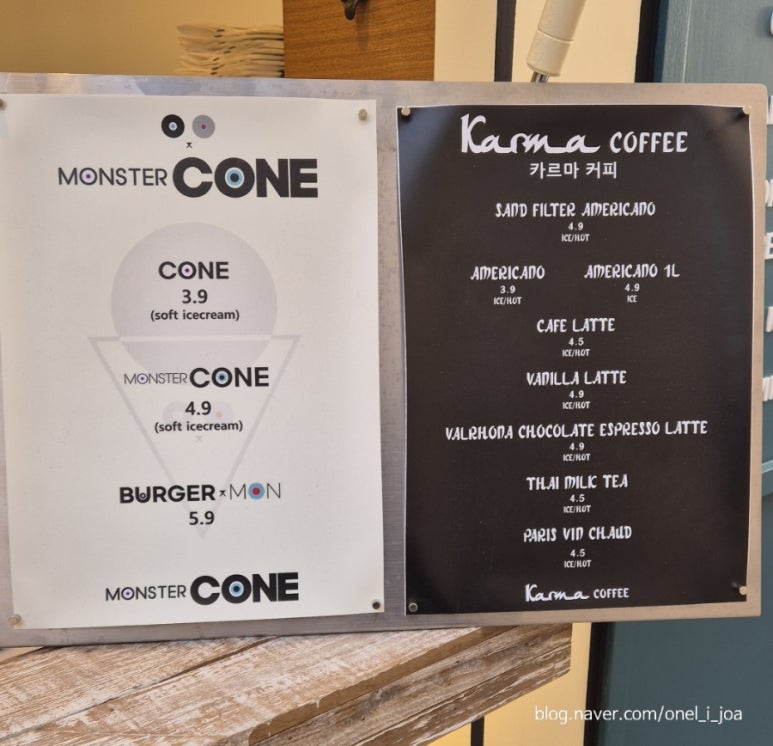 MONSTER CONE
CONE
3.9
(soft icecream)
MONSTER CONE
4.9
(soft icecream)
BURGER MON
5.9
MONSTER CONE
Karma COFFEE
카르마 커피
SAND FILTER AMERICANO
4.9
ICE/HOT
AMERICANO AMERICANO 1L
3.9 4.9
ICE/HOT ICE
CAFE LATTE
4.5
ICE/HOT
VANILLA LATTE
4.9
ICE/HOT
VALRHONA CHOCOLATE ESPRESSO LATTE
4.9
ICE/HOT
THAI MILK TEA
4.5
ICE/HOT
PARIS VIN CHAUD
4.5
ICE/HOT
Karma COFFEE
blog.naver.com/onel_i_joa